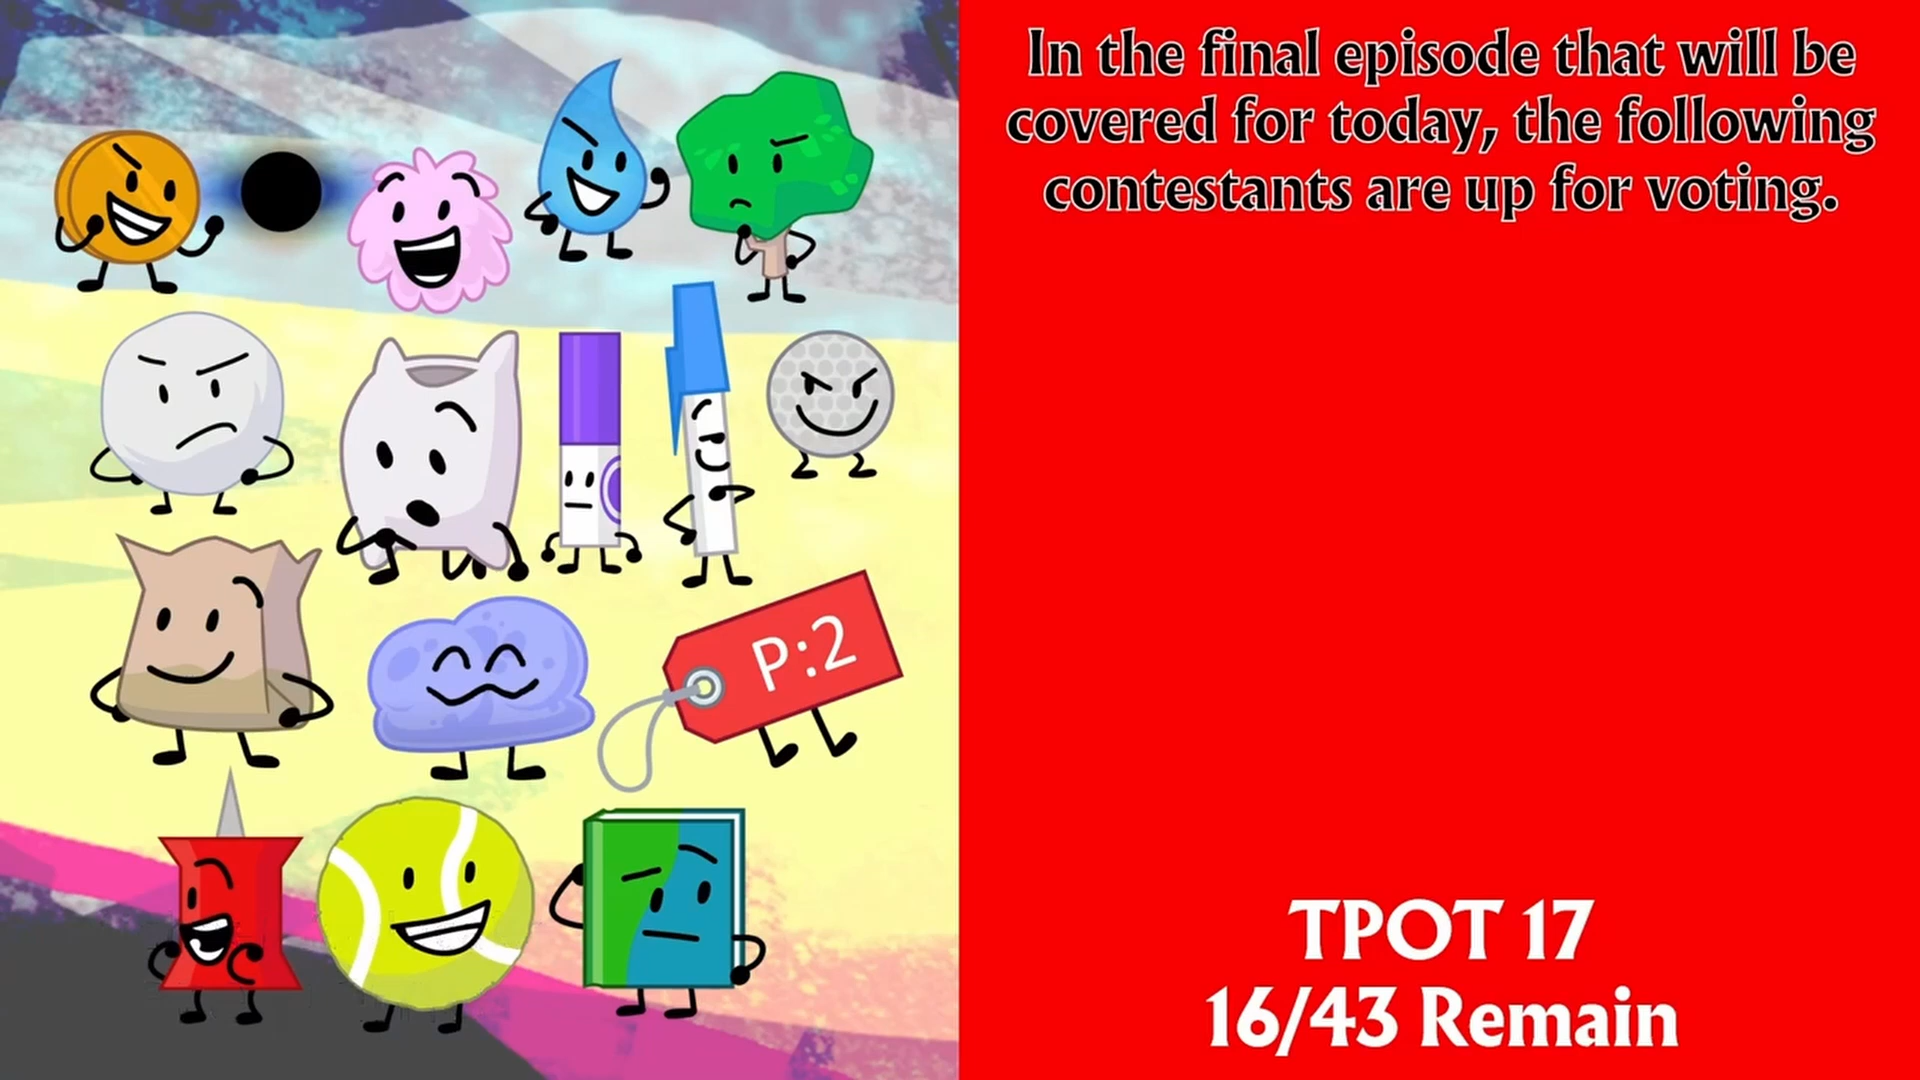 In the final episode that will be
covered for today, the following
contestants are up for voting.
P:2
TPOT 17
16/43 Remain